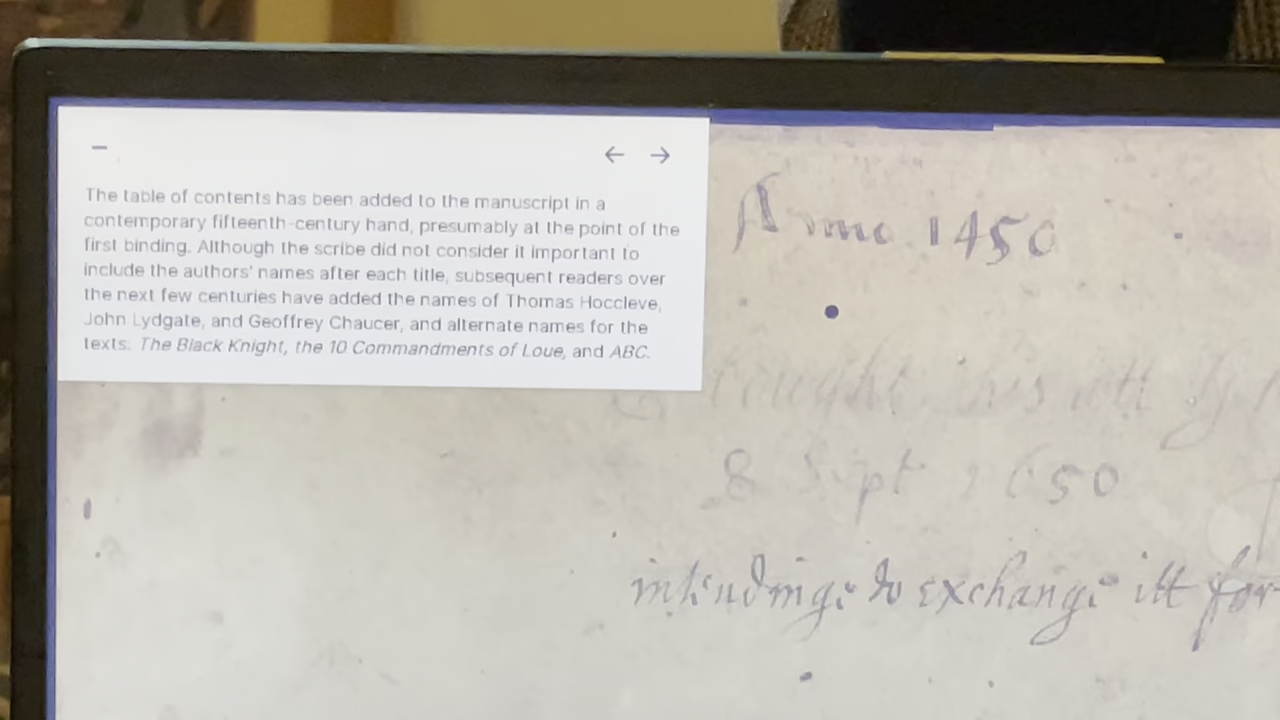 The table of contents has been added to the manuscript in a
contemporary fifteenth-century hand, presumably at the point of the
first binding. Although the scribe did not consider it important to
include the authors' names after each title, subsequent readers over
the next few centuries have added the names of Thomas Hoccleve,
John Lydgate, and Geoffrey Chaucer, and alternate names for the
texts: The Black Knight, the 10 Commandments of Loue, and ABC.
Anno 1450
bought this itt
8 Sept 1650
intendinge to exchange itt for